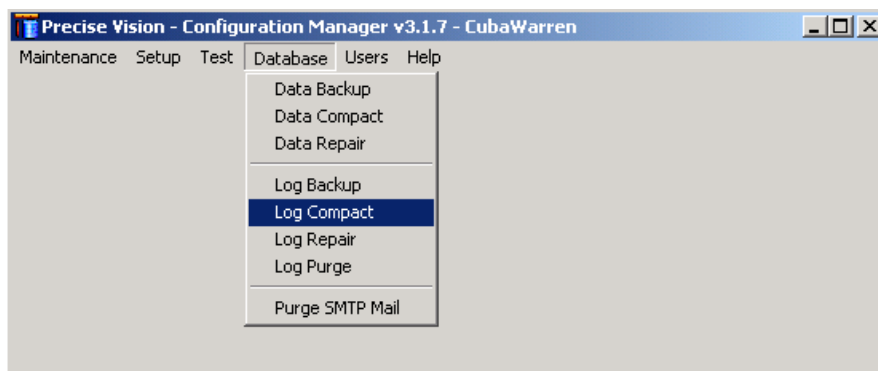 Precise Vision - Configuration Manager v3.1.7 - CubaWarren
Maintenance Setup Test Database Users Help
Data Backup
Data Compact
Data Repair
Log Backup
Log Compact
Log Repair
Log Purge
Purge SMTP Mail